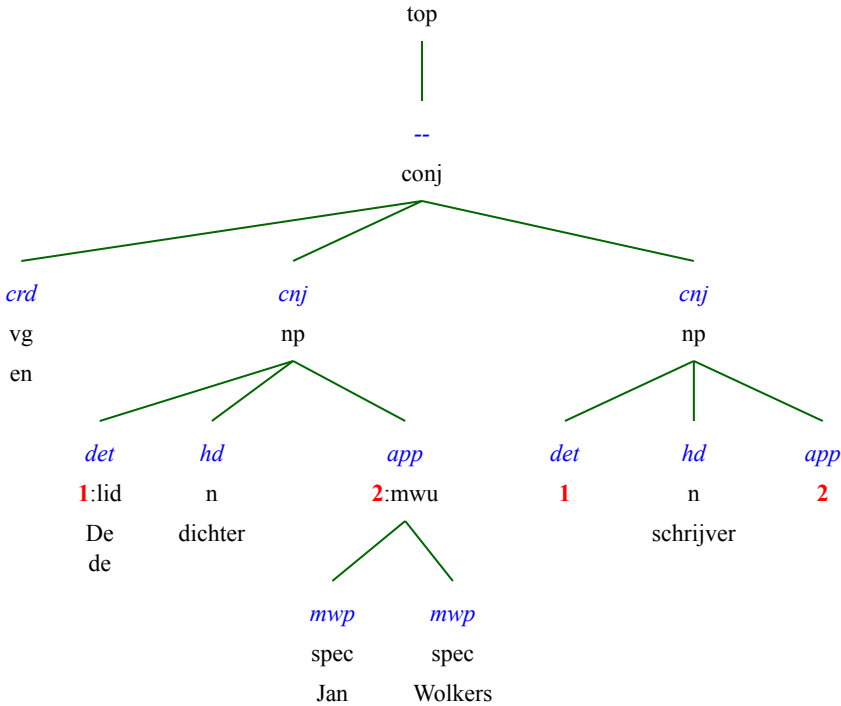 top
--
conj
crd cnj cnj
vg np np
en
det hd app det hd app
1:lid n 2:mwu 1 n 2
De dichter schrijver
de
mwp mwp
spec spec
Jan Wolkers